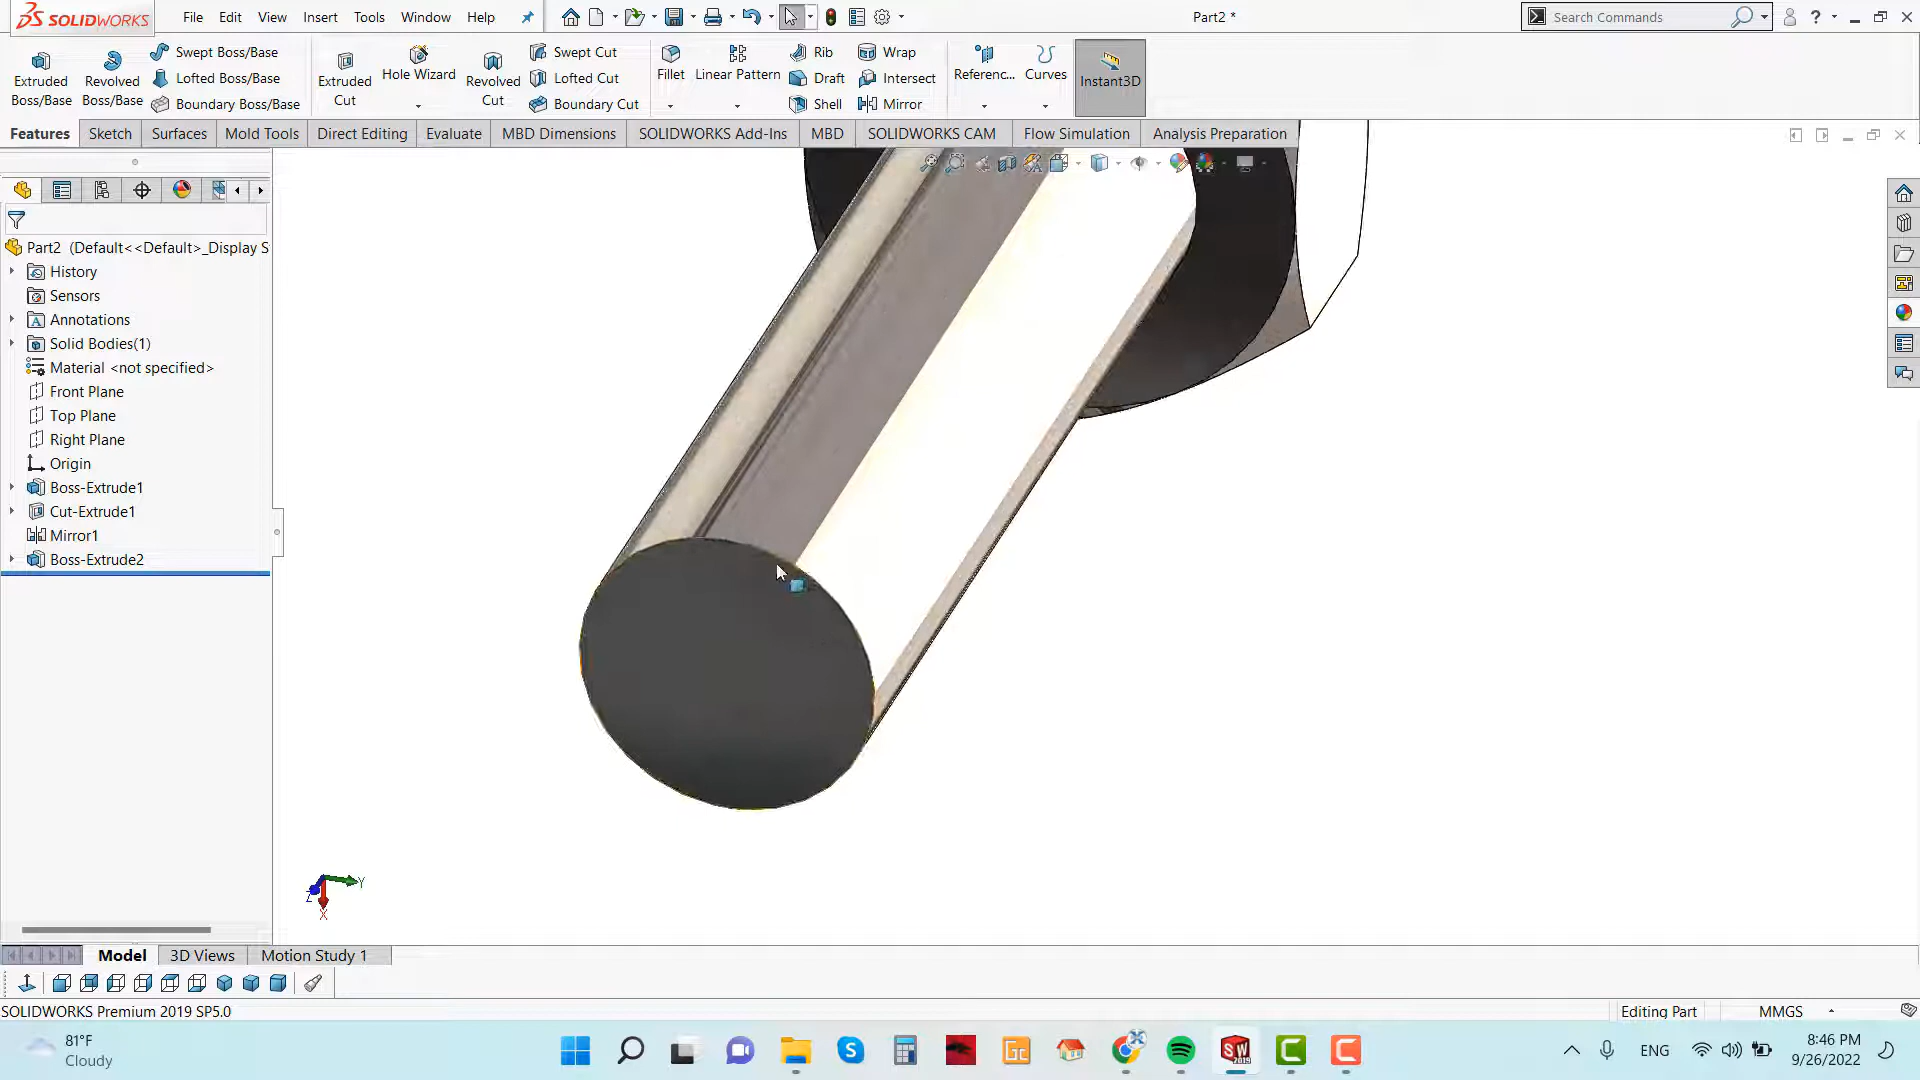 SOLIDWORKS File Edit View Insert Tools Window Help Part2 * Search Commands
Extruded Boss/Base
Revolved Boss/Base
Swept Boss/Base
Lofted Boss/Base
Boundary Boss/Base
Extruded Cut
Hole Wizard
Revolved Cut
Swept Cut
Lofted Cut
Boundary Cut
Fillet
Linear Pattern
Rib
Draft
Shell
Wrap
Intersect
Mirror
Referenc...
Curves
Instant3D
Features Sketch Surfaces Mold Tools Direct Editing Evaluate MBD Dimensions SOLIDWORKS Add-Ins MBD SOLIDWORKS CAM Flow Simulation Analysis Preparation
Part2 (Default<<Default>_Display S
History
Sensors
Annotations
Solid Bodies(1)
Material <not specified>
Front Plane
Top Plane
Right Plane
Origin
Boss-Extrude1
Cut-Extrude1
Mirror1
Boss-Extrude2
Y
Z
X
Model 3D Views Motion Study 1
SOLIDWORKS Premium 2019 SP5.0 Editing Part MMGS
81°F
Cloudy
ENG
8:46 PM
9/26/2022